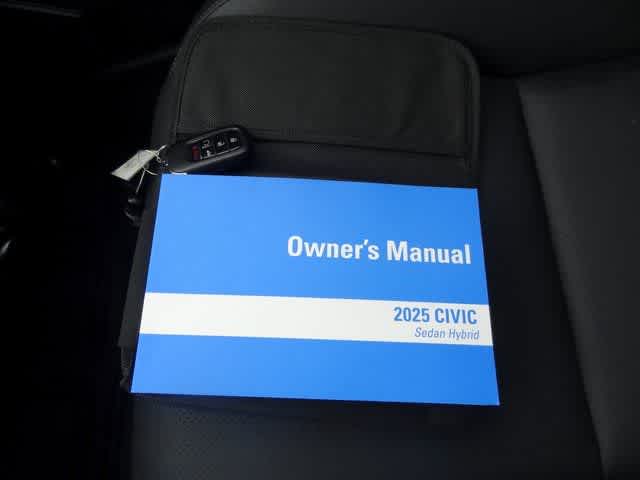 Owner's Manual
2025 CIVIC
Sedan Hybrid